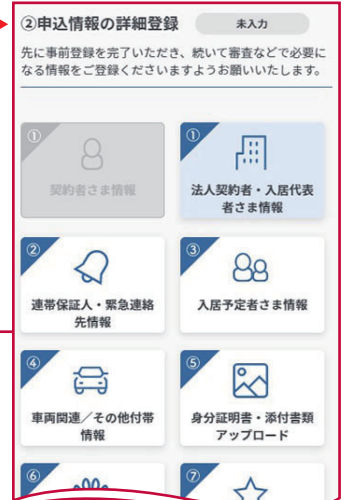 ②申込情報の詳細登録
未入力
先に事前登録を完了いただき、続いて審査などで必要に
なる情報をご登録くださいますようお願いいたします。
①
契約者さま情報
①
法人契約者・入居代表
者さま情報
②
連帯保証人・緊急連絡
先情報
③
入居予定者さま情報
④
車両関連／その他付帯
情報
⑤
身分証明書・添付書類
アップロード
⑥
⑦